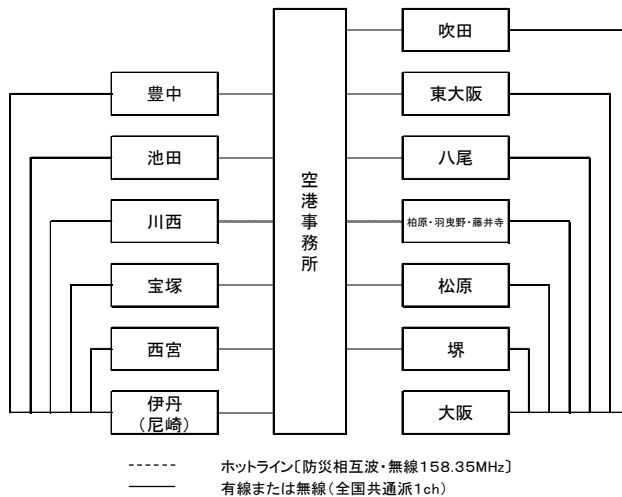 吹田
豊中
東大阪
池田
八尾
空港事務所
川西
柏原・羽曳野・藤井寺
宝塚
松原
西宮
堺
伊丹
(尼崎)
大阪
ホットライン〔防災相互波・無線158.35MHz〕
有線または無線(全国共通派1ch)